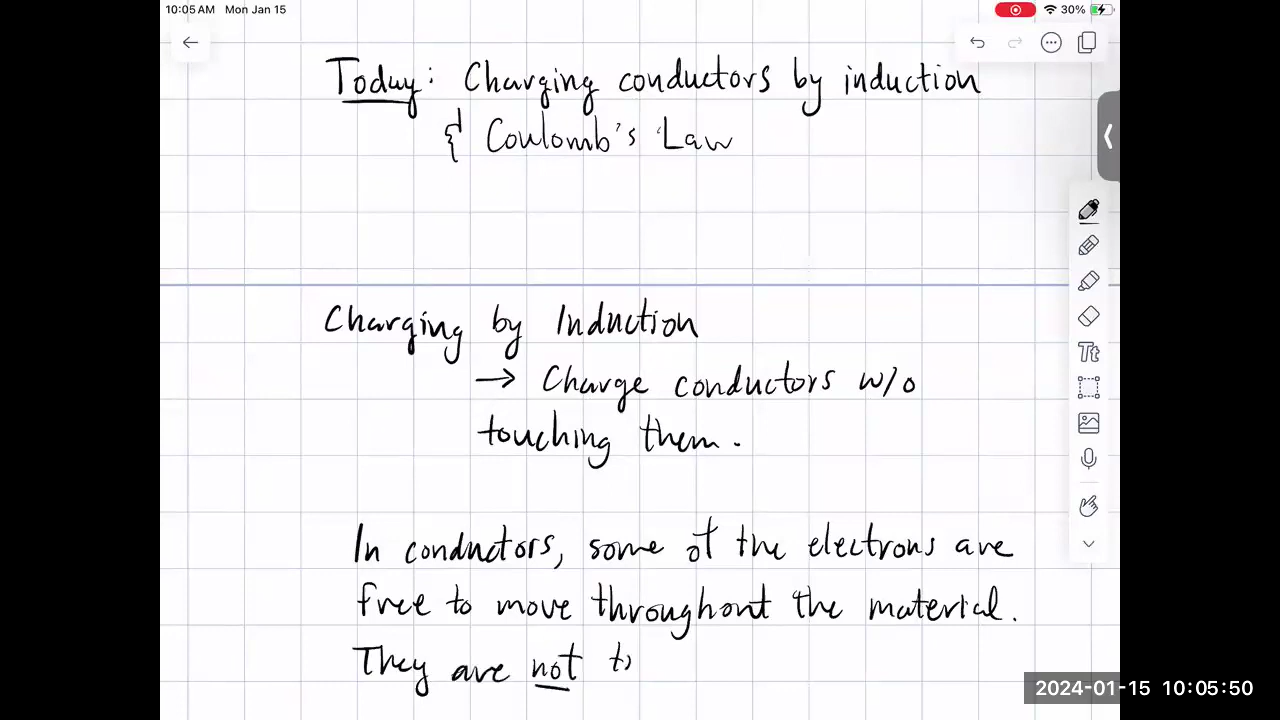 10:05 AM Mon Jan 15
30%
Today: Charging conductors by induction
& Coulomb's Law
Charging by Induction
→ Charge conductors w/o
touching them.
In conductors, some of the electrons are
free to move throughout the material.
They are not
Tt
2024-01-15 10:05:50